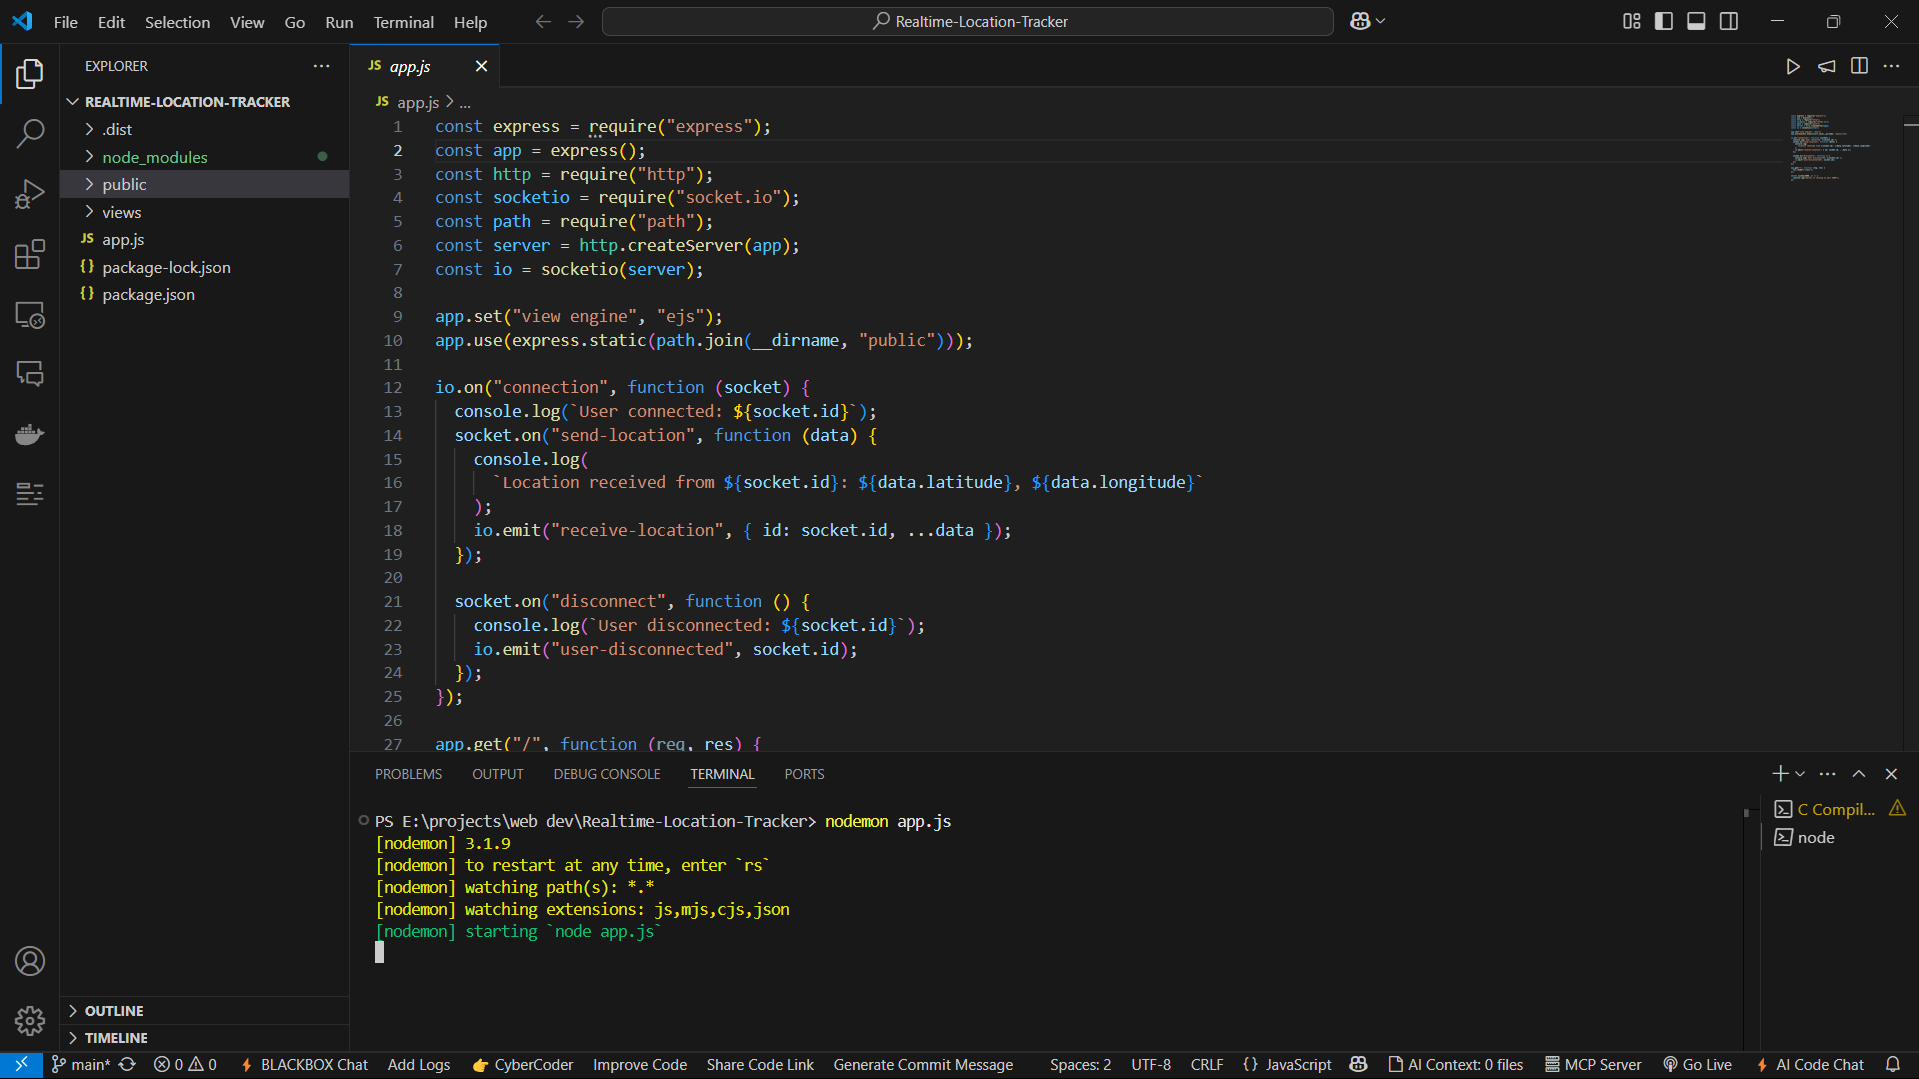 File Edit Selection View Go Run Terminal Help
Realtime-Location-Tracker
EXPLORER
REALTIME-LOCATION-TRACKER
.dist
node_modules
public
views
JS app.js
{} package-lock.json
{} package.json
OUTLINE
TIMELINE
JS app.js
JS app.js > ...
1 const express = require("express");
2 const app = express();
3 const http = require("http");
4 const socketio = require("socket.io");
5 const path = require("path");
6 const server = http.createServer(app);
7 const io = socketio(server);
8
9 app.set("view engine", "ejs");
10 app.use(express.static(path.join(__dirname, "public")));
11
12 io.on("connection", function (socket) {
13 console.log(`User connected: ${socket.id}`);
14 socket.on("send-location", function (data) {
15 console.log(
16 `Location received from ${socket.id}: ${data.latitude}, ${data.longitude}`
17 );
18 io.emit("receive-location", { id: socket.id, ...data });
19 });
20
21 socket.on("disconnect", function () {
22 console.log(`User disconnected: ${socket.id}`);
23 io.emit("user-disconnected", socket.id);
24 });
25 });
26
27 app.get("/", function (req, res) {
PROBLEMS OUTPUT DEBUG CONSOLE TERMINAL PORTS
PS E:\projects\web dev\Realtime-Location-Tracker> nodemon app.js
[nodemon] 3.1.9
[nodemon] to restart at any time, enter `rs`
[nodemon] watching path(s): *.*
[nodemon] watching extensions: js,mjs,cjs,json
[nodemon] starting `node app.js`
C Compil...
node
main* 0 0 BLACKBOX Chat Add Logs CyberCoder Improve Code Share Code Link Generate Commit Message Spaces: 2 UTF-8 CRLF {} JavaScript AI Context: 0 files MCP Server Go Live AI Code Chat